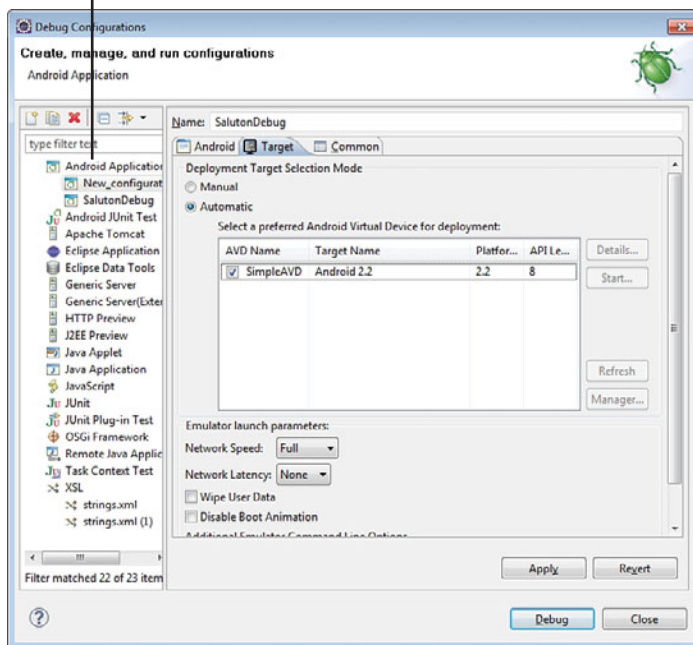 Debug Configurations
Create, manage, and run configurations
Android Application
type filter text
Android Application
New_configurat
SalutonDebug
Android JUnit Test
Apache Tomcat
Eclipse Application
Eclipse Data Tools
Generic Server
Generic Server(Exter
HTTP Preview
J2EE Preview
Java Applet
Java Application
JavaScript
JUnit
JUnit Plug-in Test
OSGi Framework
Remote Java Applic
Task Context Test
XSL
strings.xml
strings.xml (1)
Filter matched 22 of 23 item
Name: SalutonDebug
Android Target Common
Deployment Target Selection Mode
Manual
Automatic
Select a preferred Android Virtual Device for deployment:
AVD Name Target Name Platfor... API Le...
SimpleAVD Android 2.2 2.2 8
Details...
Start...
Refresh
Manager...
Emulator launch parameters:
Network Speed: Full
Network Latency: None
Wipe User Data
Disable Boot Animation
Additional Emulator Command Line Options
Apply Revert
Debug Close